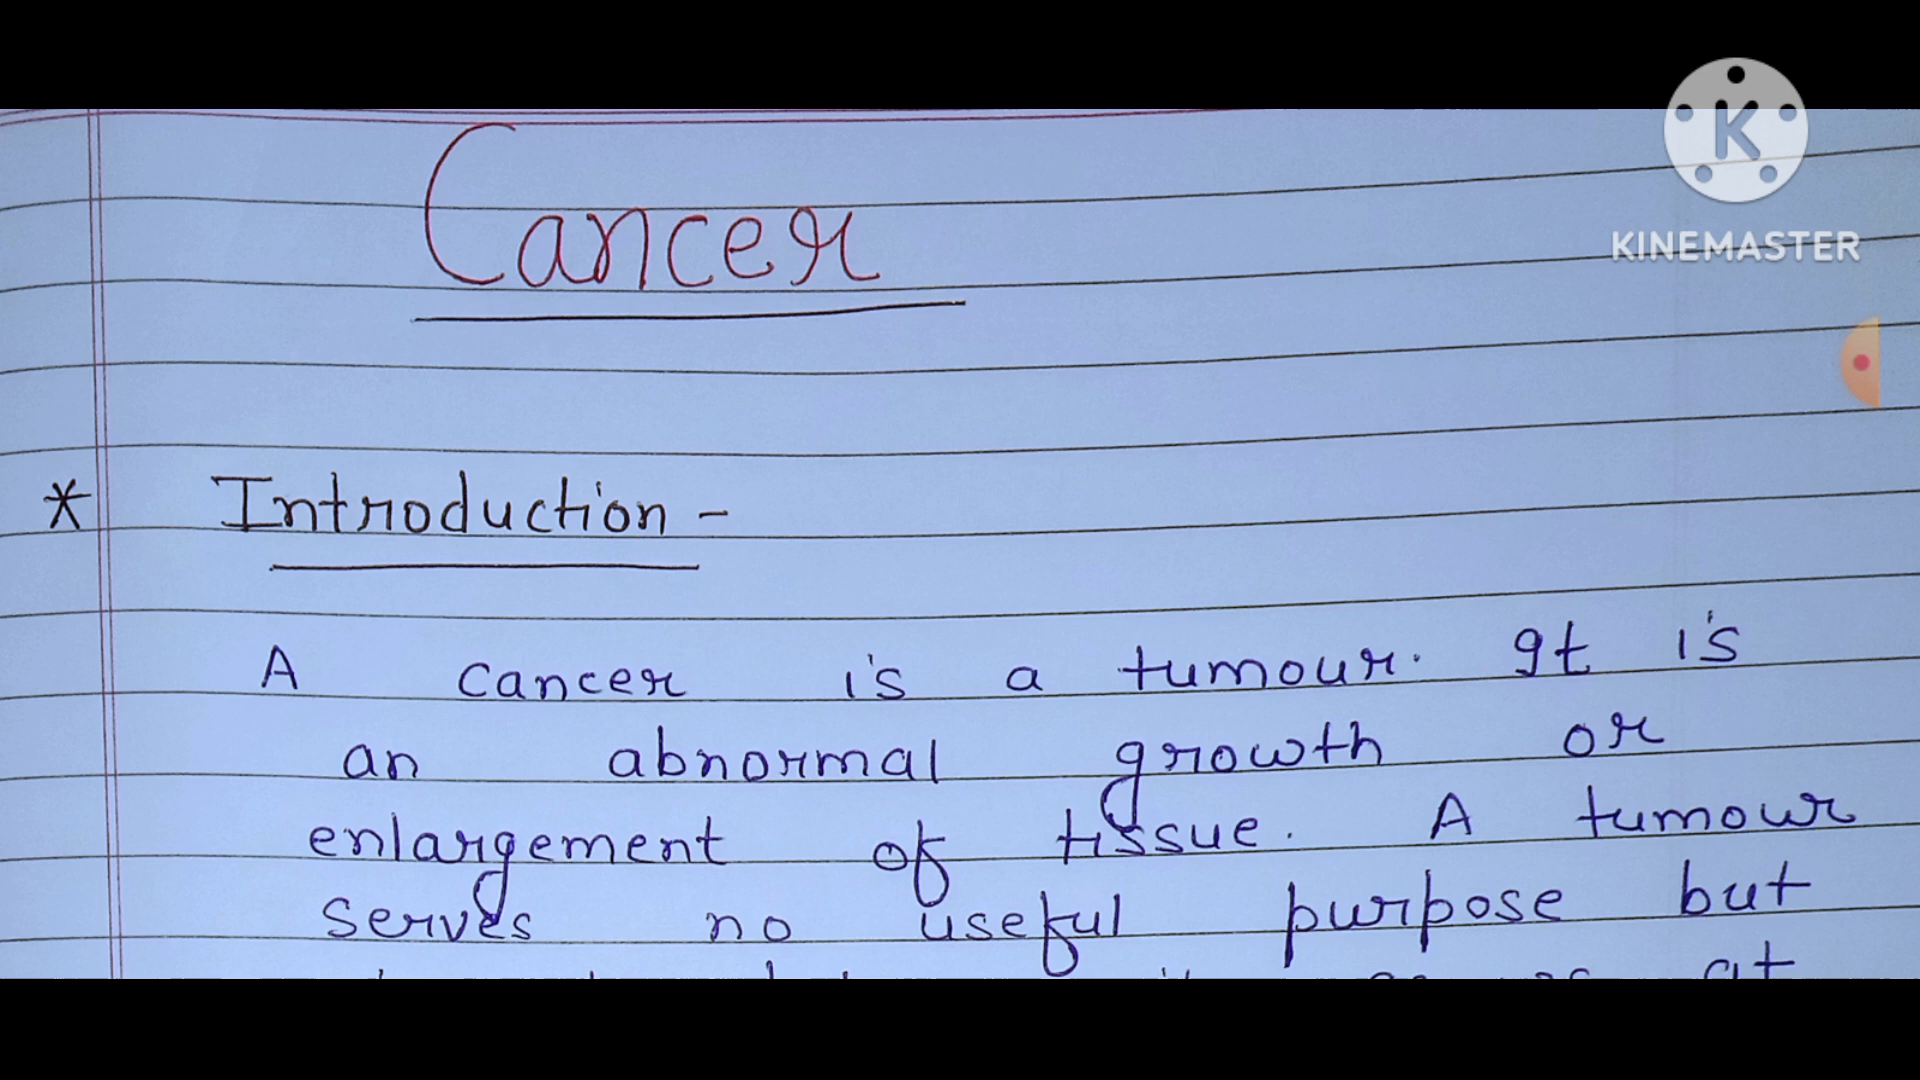 Cancer
KINEMASTER
* Introduction -
A cancer is a tumour. It is
an abnormal growth or
enlargement of tissue. A tumour
serves no useful purpose but
at